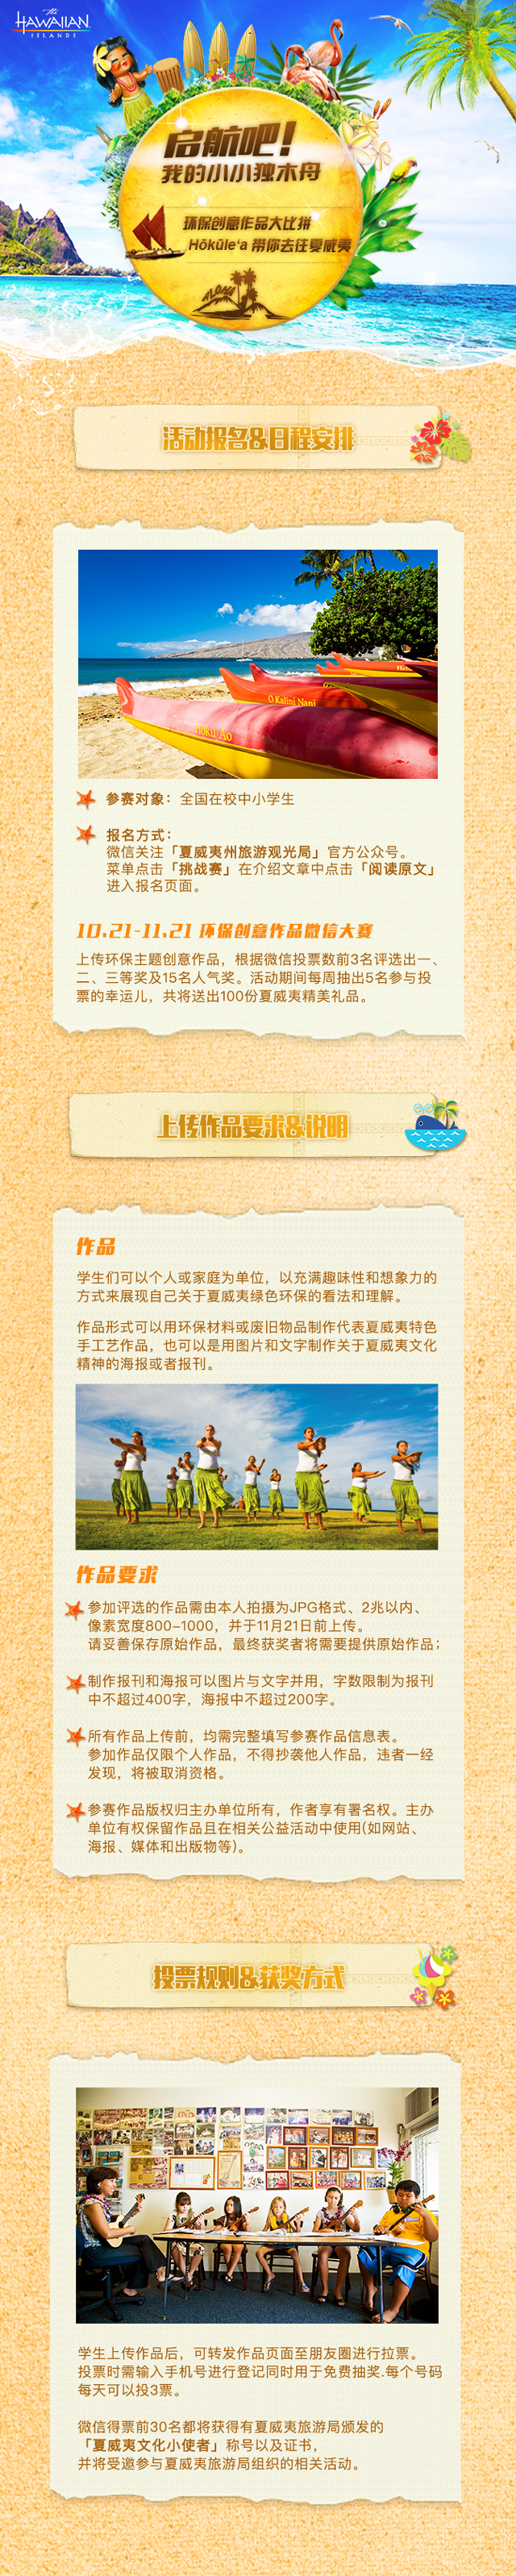 the
HAWAIIAN
ISLANDS
启航吧！
我的小小独木舟
环保创意作品大比拼
Hōkūle‘a 带你去往夏威夷
ALOHA
活动报名&日程安排
O Kalini Nani
Hoku Ao
参赛对象：全国在校中小学生
报名方式：
微信关注「夏威夷州旅游观光局」官方公众号。
菜单点击「挑战赛」在介绍文章中点击「阅读原文」
进入报名页面。
10.21-11.21 环保创意作品微信大赛
上传环保主题创意作品，根据微信投票数前3名评选出一、
二、三等奖及15名人气奖。活动期间每周抽出5名参与投
票的幸运儿，共将送出100份夏威夷精美礼品。
上传作品要求&说明
作品
学生们可以个人或家庭为单位，以充满趣味性和想象力的
方式来展现自己关于夏威夷绿色环保的看法和理解。
作品形式可以用环保材料或废旧物品制作代表夏威夷特色
手工艺作品，也可以是用图片和文字制作关于夏威夷文化
精神的海报或者报刊。
作品要求
参加评选的作品需由本人拍摄为JPG格式、2兆以内、
像素宽度800-1000，并于11月21日前上传。
请妥善保存原始作品，最终获奖者将需要提供原始作品；
制作报刊和海报可以图片与文字并用，字数限制为报刊
中不超过400字，海报中不超过200字。
所有作品上传前，均需完整填写参赛作品信息表。
参加作品仅限个人作品，不得抄袭他人作品，违者一经
发现，将被取消资格。
参赛作品版权归主办单位所有，作者享有署名权。主办
单位有权保留作品且在相关公益活动中使用(如网站、
海报、媒体和出版物等)。
投票规则&获奖方式
学生上传作品后，可转发作品页面至朋友圈进行拉票。
投票时需输入手机号进行登记同时用于免费抽奖.每个号码
每天可以投3票。
微信得票前30名都将获得有夏威夷旅游局颁发的
「夏威夷文化小使者」称号以及证书，
并将受邀参与夏威夷旅游局组织的相关活动。